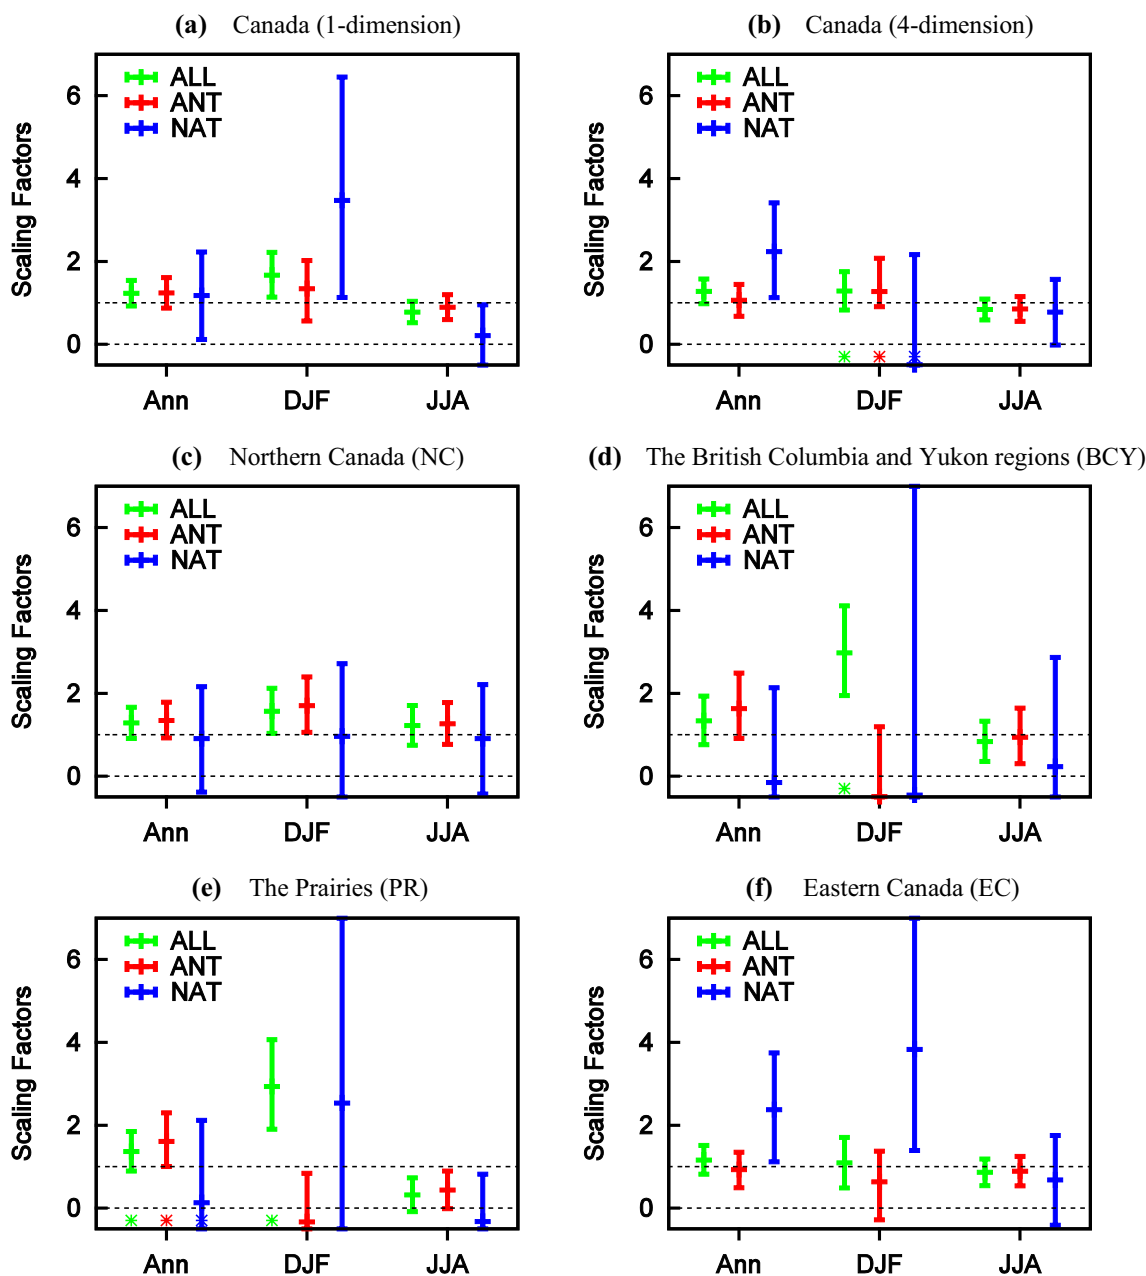 (a) Canada (1-dimension)
Scaling Factors
6
4
2
0
ALL
ANT
NAT
Ann DJF JJA
(b) Canada (4-dimension)
Scaling Factors
6
4
2
0
ALL
ANT
NAT
Ann DJF JJA
(c) Northern Canada (NC)
Scaling Factors
6
4
2
0
ALL
ANT
NAT
Ann DJF JJA
(d) The British Columbia and Yukon regions (BCY)
Scaling Factors
6
4
2
0
ALL
ANT
NAT
Ann DJF JJA
(e) The Prairies (PR)
Scaling Factors
6
4
2
0
ALL
ANT
NAT
Ann DJF JJA
(f) Eastern Canada (EC)
Scaling Factors
6
4
2
0
ALL
ANT
NAT
Ann DJF JJA